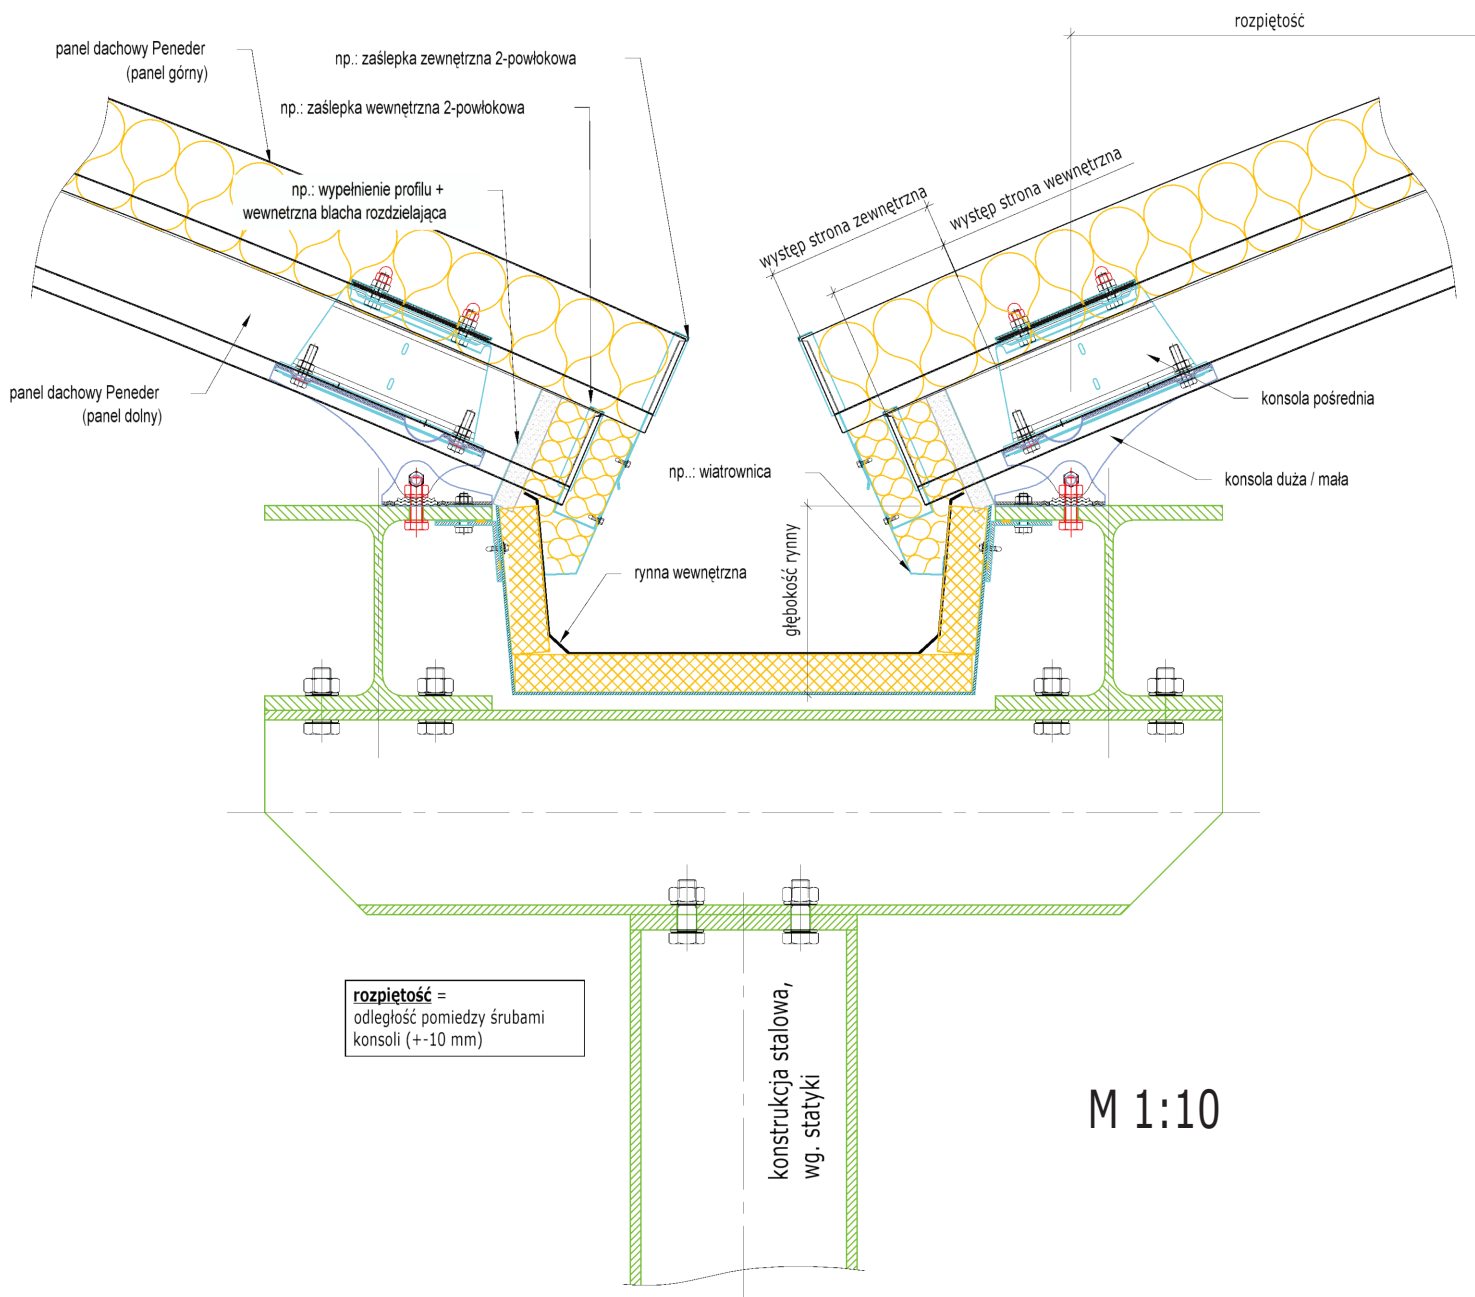 rozpiętość
panel dachowy Peneder
(panel górny)
np.: zaślepka zewnętrzna 2-powłokowa
np.: zaślepka wewnętrzna 2-powłokowa
np.: wypełnienie profilu +
wewnetrzna blacha rozdzielająca
występ strona zewnętrzna
występ strona wewnętrzna
panel dachowy Peneder
(panel dolny)
konsola pośrednia
np..: wiatrownica
konsola duża / mała
rynna wewnętrzna
głębokość rynny
rozpiętość =
odległość pomiedzy śrubami
konsoli (+-10 mm)
konstrukcja stalowa,
wg. statyki
M 1:10